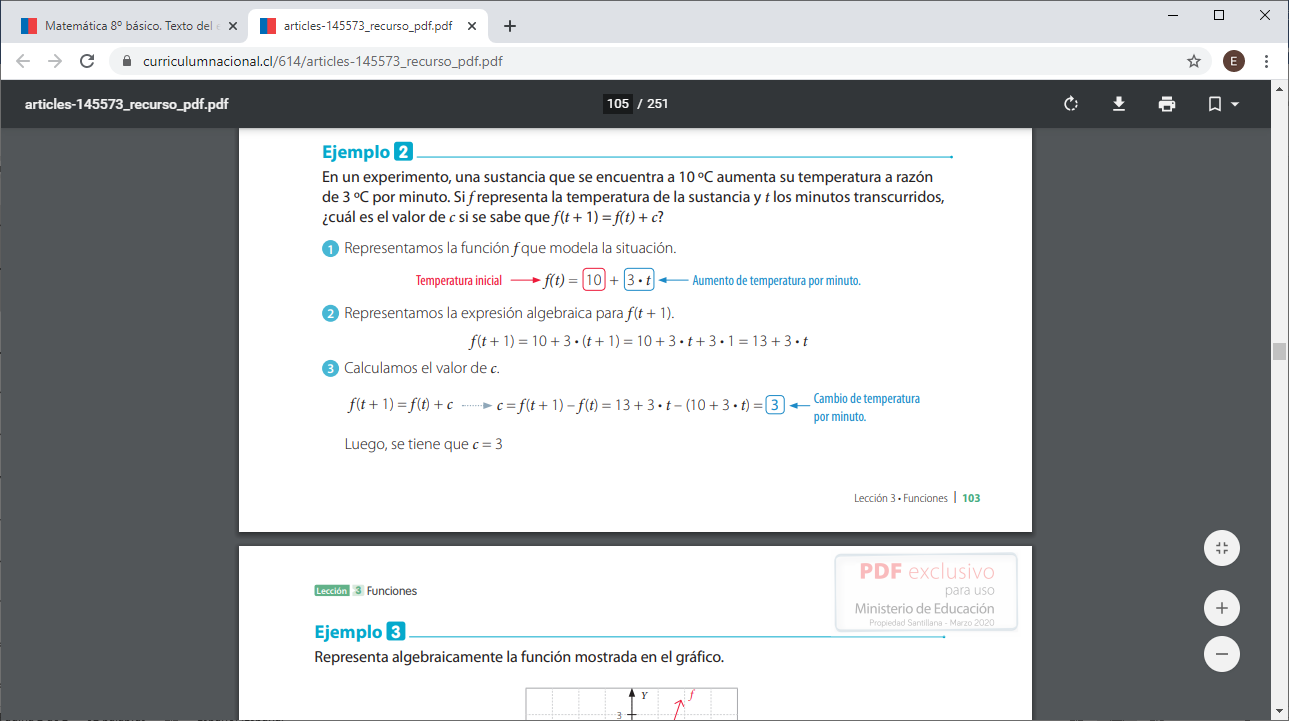 Matemática 8º básico. Texto del e
articles-145573_recurso_pdf.pdf
curriculumnacional.cl/614/articles-145573_recurso_pdf.pdf
E
articles-145573_recurso_pdf.pdf
105 / 251
Ejemplo 2
En un experimento, una sustancia que se encuentra a 10 ºC aumenta su temperatura a razón
de 3 ºC por minuto. Si f representa la temperatura de la sustancia y t los minutos transcurridos,
¿cuál es el valor de c si se sabe que f(t + 1) = f(t) + c?
1 Representamos la función f que modela la situación.
Temperatura inicial → f(t) = 10 + 3 • t ← Aumento de temperatura por minuto.
2 Representamos la expresión algebraica para f(t + 1).
f(t + 1) = 10 + 3 • (t + 1) = 10 + 3 • t + 3 • 1 = 13 + 3 • t
3 Calculamos el valor de c.
f(t + 1) = f(t) + c → c = f(t + 1) – f(t) = 13 + 3 • t – (10 + 3 • t) = 3 ← Cambio de temperatura
por minuto.
Luego, se tiene que c = 3
Lección 3 • Funciones | 103
PDF exclusivo
para uso
Ministerio de Educación
Propiedad Santillana - Marzo 2020
Lección 3 Funciones
Ejemplo 3
Representa algebraicamente la función mostrada en el gráfico.
Y
f
3